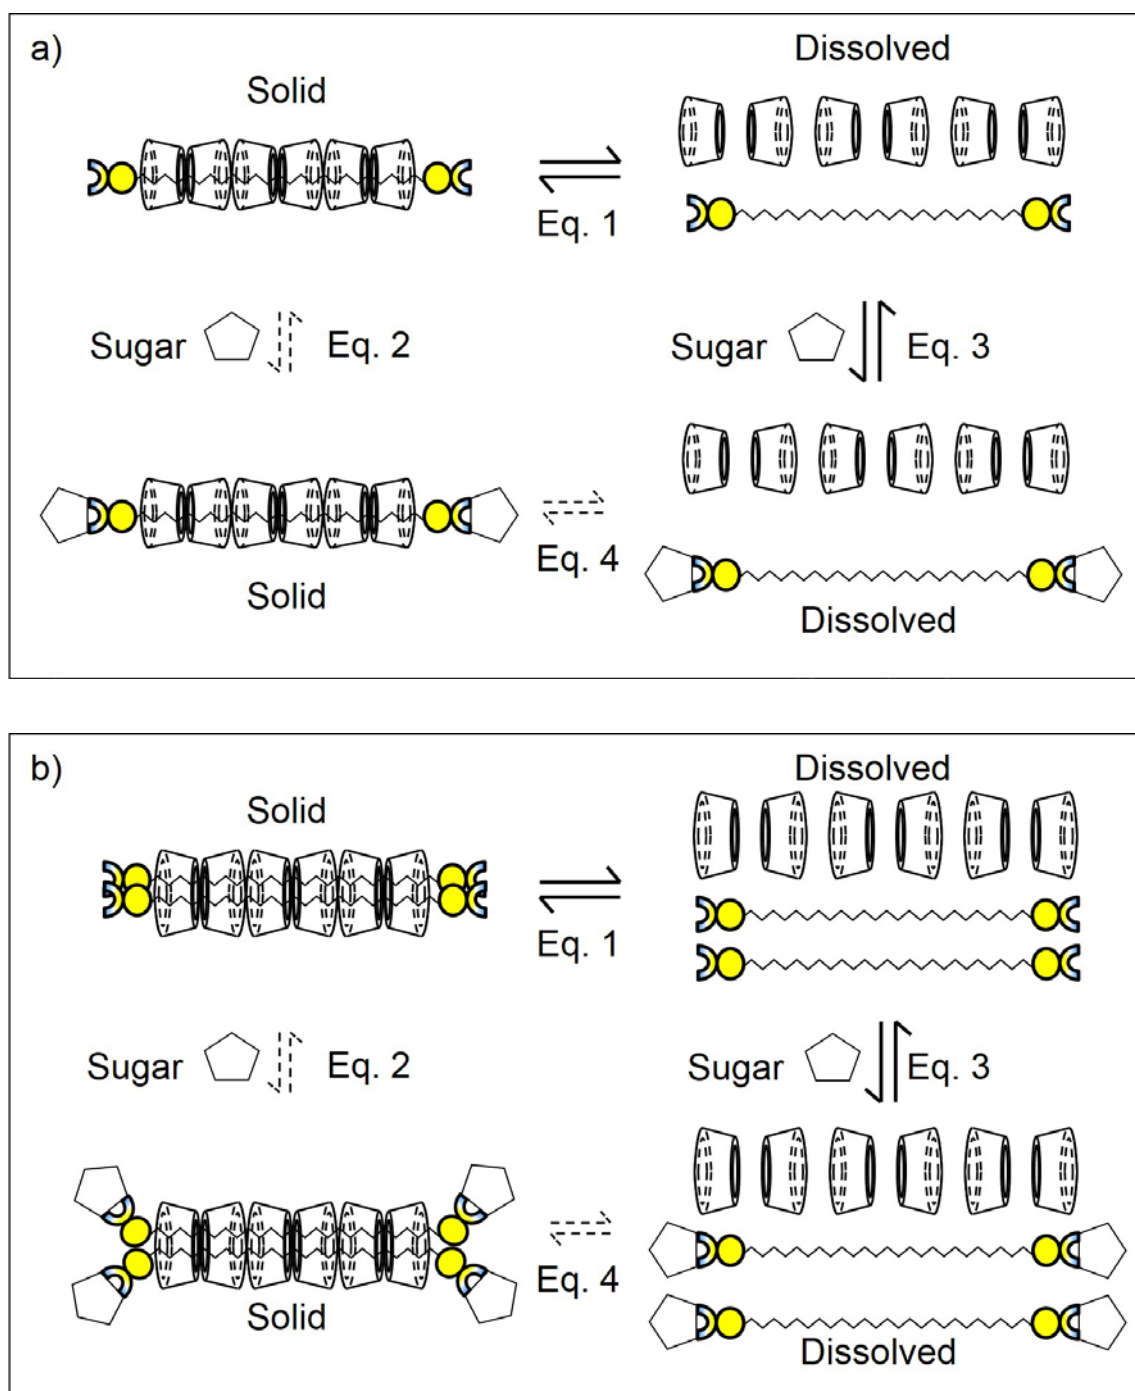 a)
Dissolved
Solid
Eq. 1
Sugar Eq. 2
Sugar Eq. 3
Eq. 4
Solid
Dissolved
b)
Dissolved
Solid
Eq. 1
Sugar Eq. 2
Sugar Eq. 3
Eq. 4
Solid
Dissolved